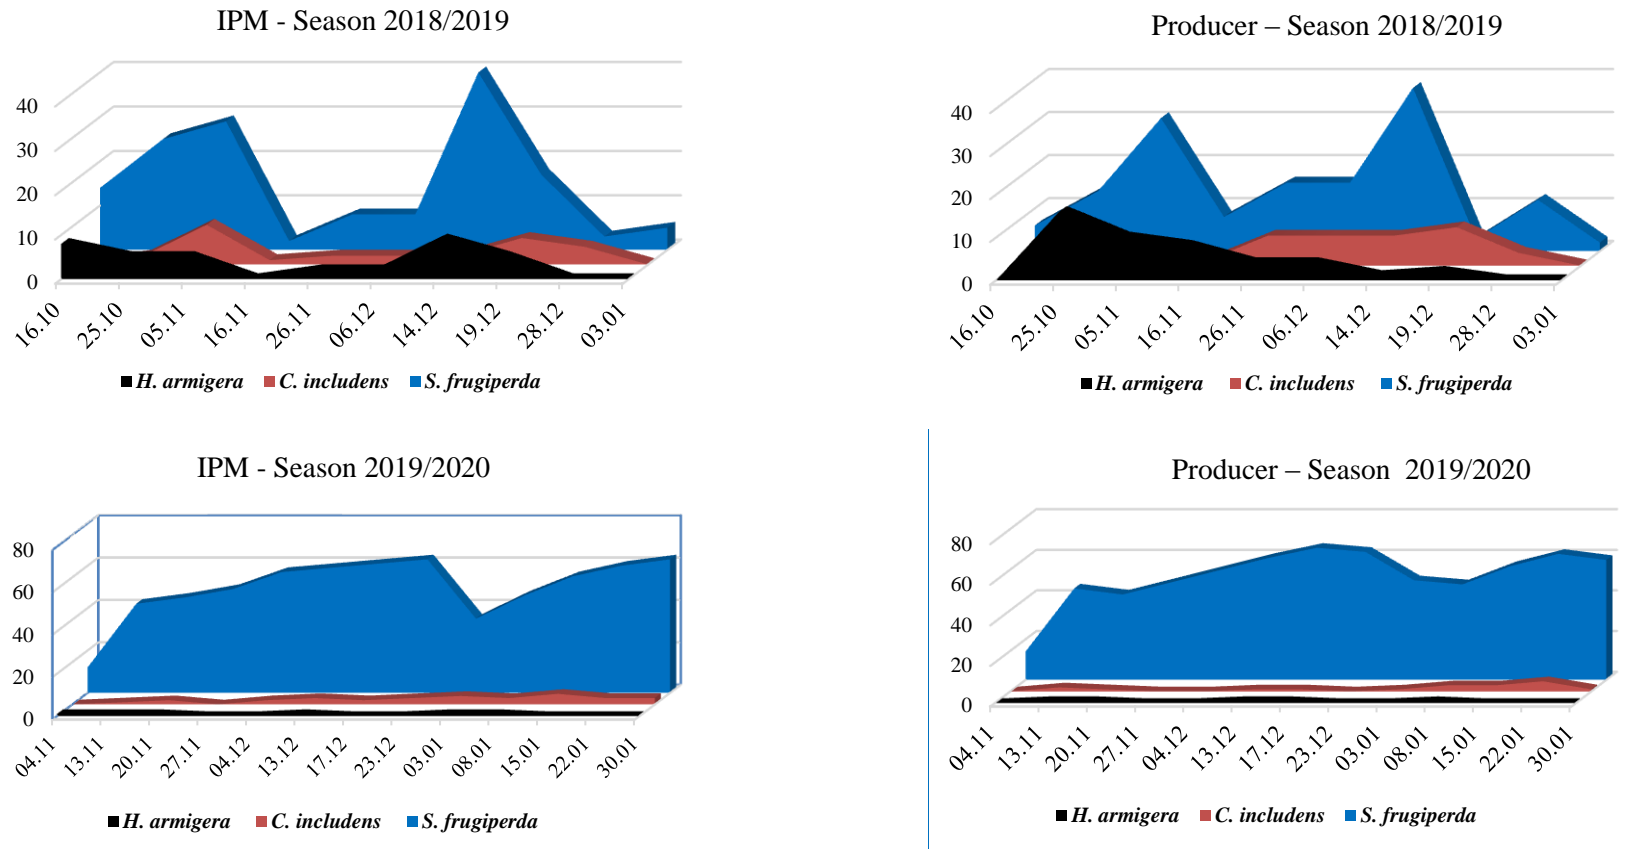 IPM - Season 2018/2019
40
30
20
10
0
16.10 25.10 05.11 16.11 26.11 06.12 14.12 19.12 28.12 03.01
H. armigera C. includens S. frugiperda
Producer – Season 2018/2019
40
30
20
10
0
16.10 25.10 05.11 16.11 26.11 06.12 14.12 19.12 28.12 03.01
H. armigera C. includens S. frugiperda
IPM - Season 2019/2020
80
60
40
20
0
04.11 13.11 20.11 27.11 04.12 13.12 17.12 23.12 03.01 08.01 15.01 22.01 30.01
H. armigera C. includens S. frugiperda
Producer – Season 2019/2020
80
60
40
20
0
04.11 13.11 20.11 27.11 04.12 13.12 17.12 23.12 03.01 08.01 15.01 22.01 30.01
H. armigera C. includens S. frugiperda